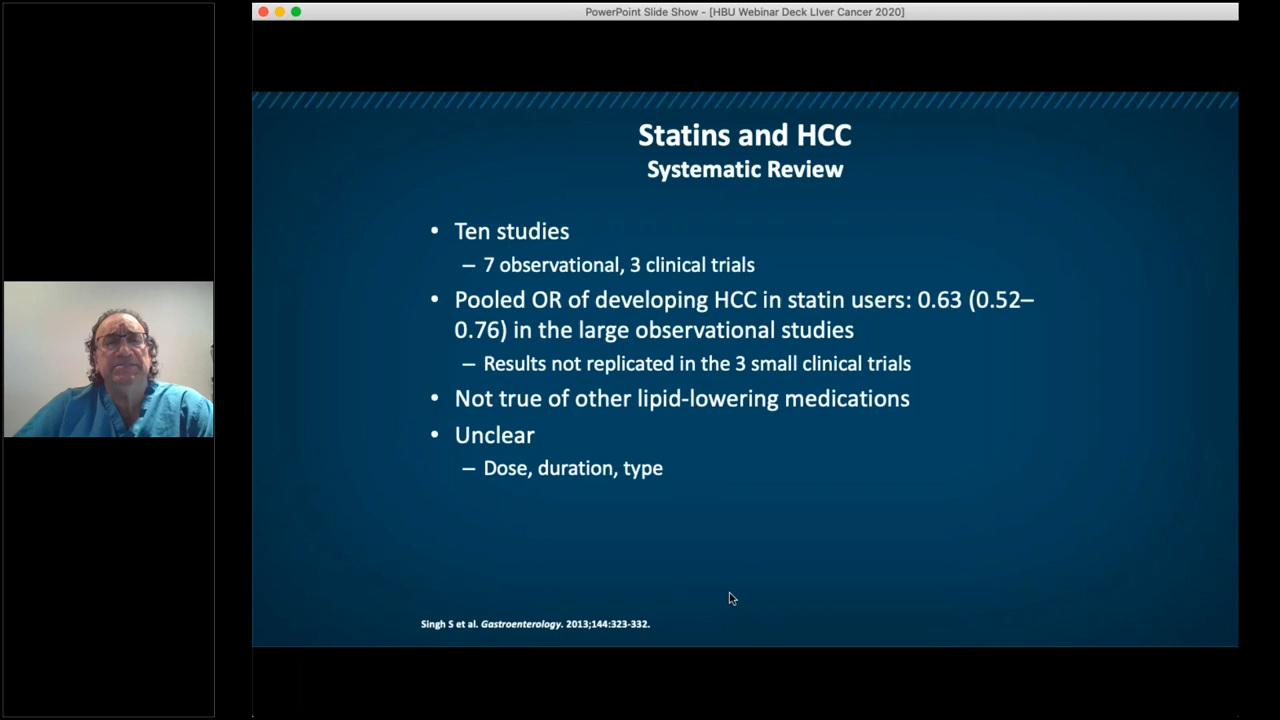 PowerPoint Slide Show - [HBU Webinar Deck LIver Cancer 2020]
Statins and HCC
Systematic Review
• Ten studies
– 7 observational, 3 clinical trials
• Pooled OR of developing HCC in statin users: 0.63 (0.52–
0.76) in the large observational studies
– Results not replicated in the 3 small clinical trials
• Not true of other lipid-lowering medications
• Unclear
– Dose, duration, type
Singh S et al. Gastroenterology. 2013;144:323-332.